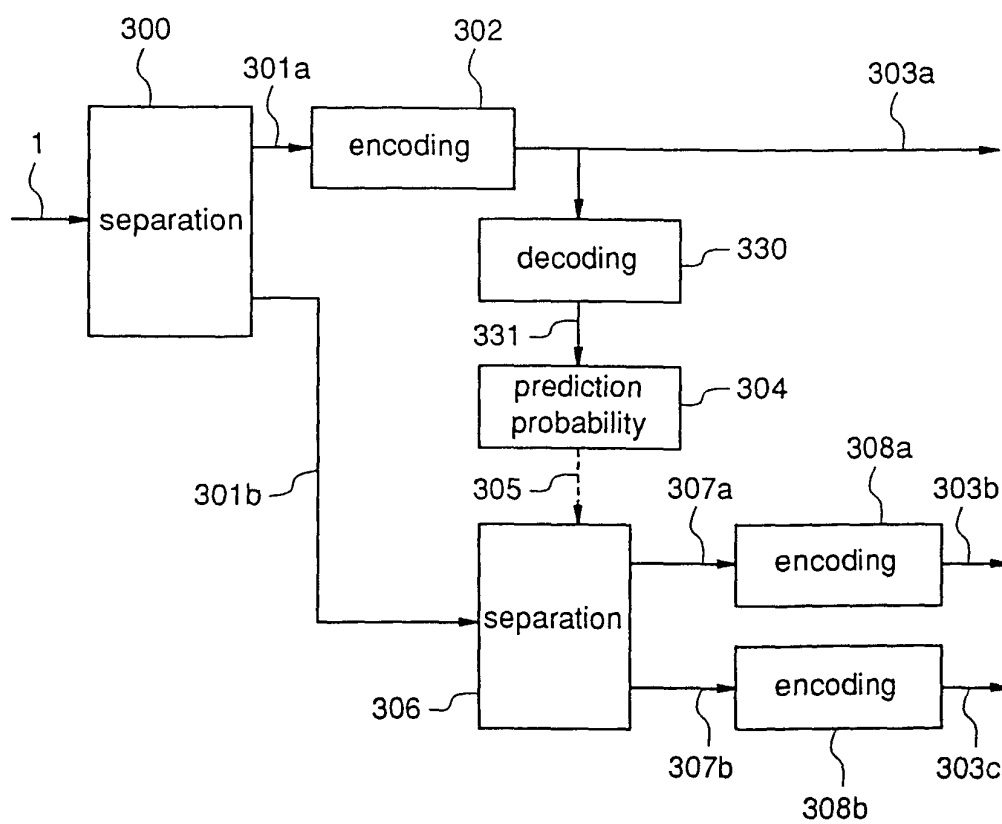 300
302
301a
303a
1
encoding
separation
decoding
330
331
prediction
probability
304
308a
301b
305
307a
303b
encoding
separation
encoding
306
307b
303c
308b